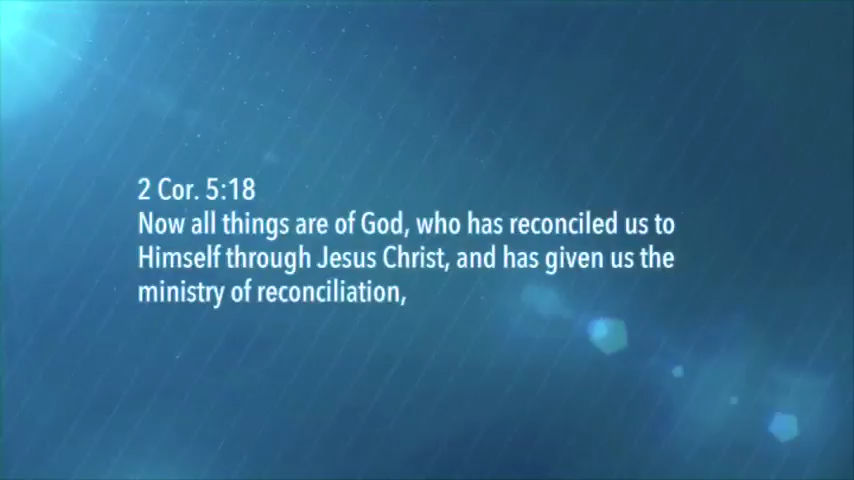 2 Cor. 5:18
Now all things are of God, who has reconciled us to
Himself through Jesus Christ, and has given us the
ministry of reconciliation,